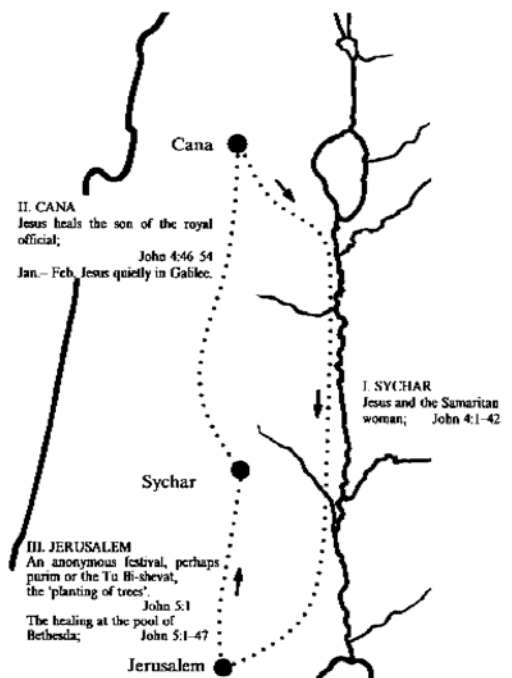 Cana
II. CANA
Jesus heals the son of the royal
official;
John 4:46 54
Jan.– Feb. Jesus quietly in Galilee.
I. SYCHAR
Jesus and the Samaritan
woman; John 4:1–42
Sychar
III. JERUSALEM
An anonymous festival, perhaps
purim or the Tu Bi-shevat,
the 'planting of trees'.
John 5:1
The healing at the pool of
Bethesda; John 5:1–47
Jerusalem